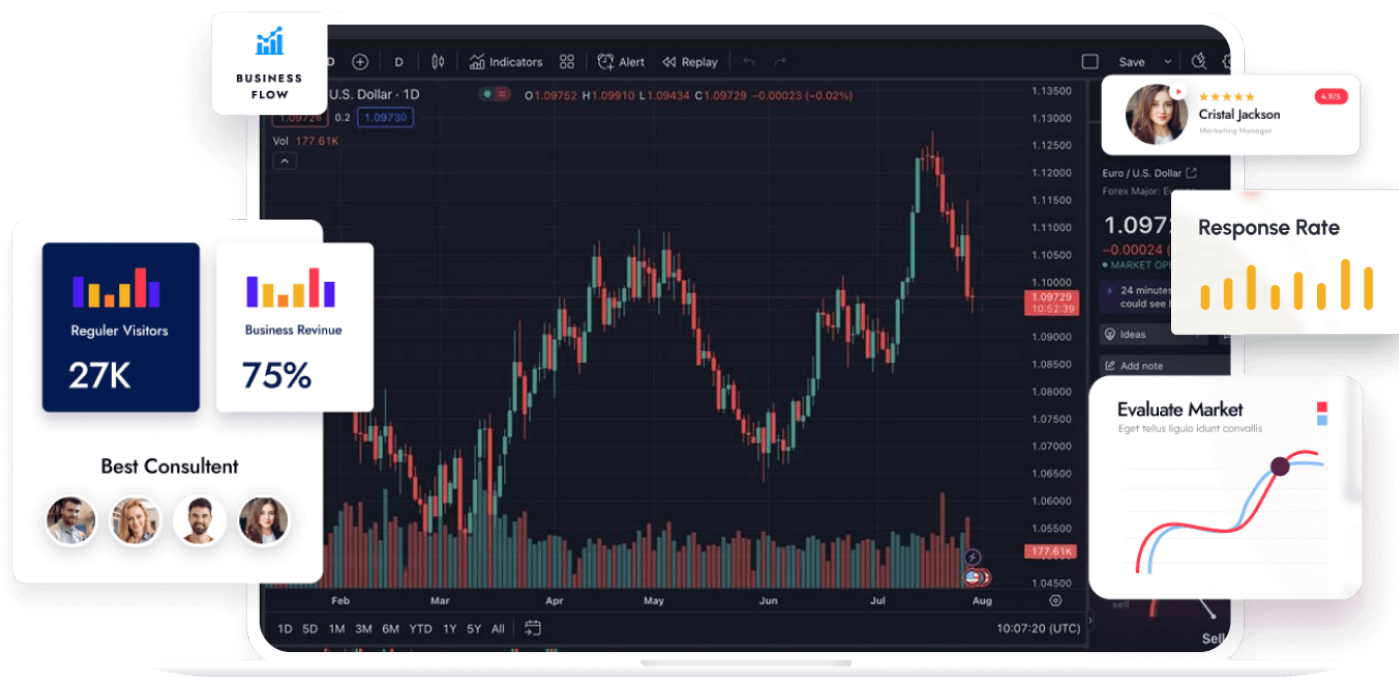 BUSINESS
FLOW
D
D
Indicators
Alert
Replay
Save
U.S. Dollar · 1D
O1.09752 H1.09910 L1.09434 C1.09729 −0.00023 (−0.02%)
1.09728 0.2 1.09730
Vol 177.61K
1.13500
1.13000
1.12500
1.12000
1.11500
1.11000
1.10500
1.10000
1.09729
10:52:39
1.09000
1.08500
1.08000
1.07500
1.07000
1.06500
1.06000
1.05500
177.61K
1.04500
Feb Mar Apr May Jun Jul Aug
1D 5D 1M 3M 6M YTD 1Y 5Y All
10:07:20 (UTC)
4.9/5
Cristal Jackson
Marketing Manager
Euro / U.S. Dollar
Forex Major:
1.097
−0.00024
MARKET
24 minutes
could see
Ideas
Add note
Response Rate
Evaluate Market
Eget tellus ligula idunt convallis
sell
Sell
Reguler Visitors
27K
Business Revinue
75%
Best Consultent